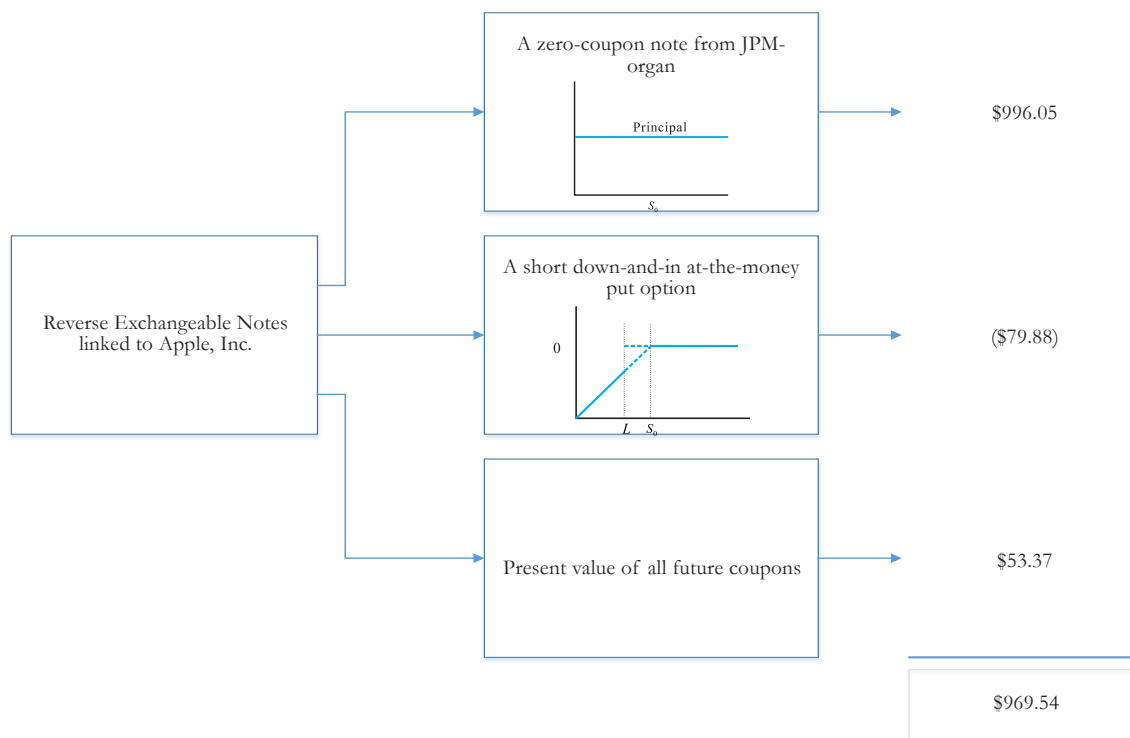 A zero-coupon note from JPM-
organ
Principal
S₀
$996.05
Reverse Exchangeable Notes
linked to Apple, Inc.
A short down-and-in at-the-money
put option
0
L S₀
($79.88)
Present value of all future coupons
$53.37
$969.54